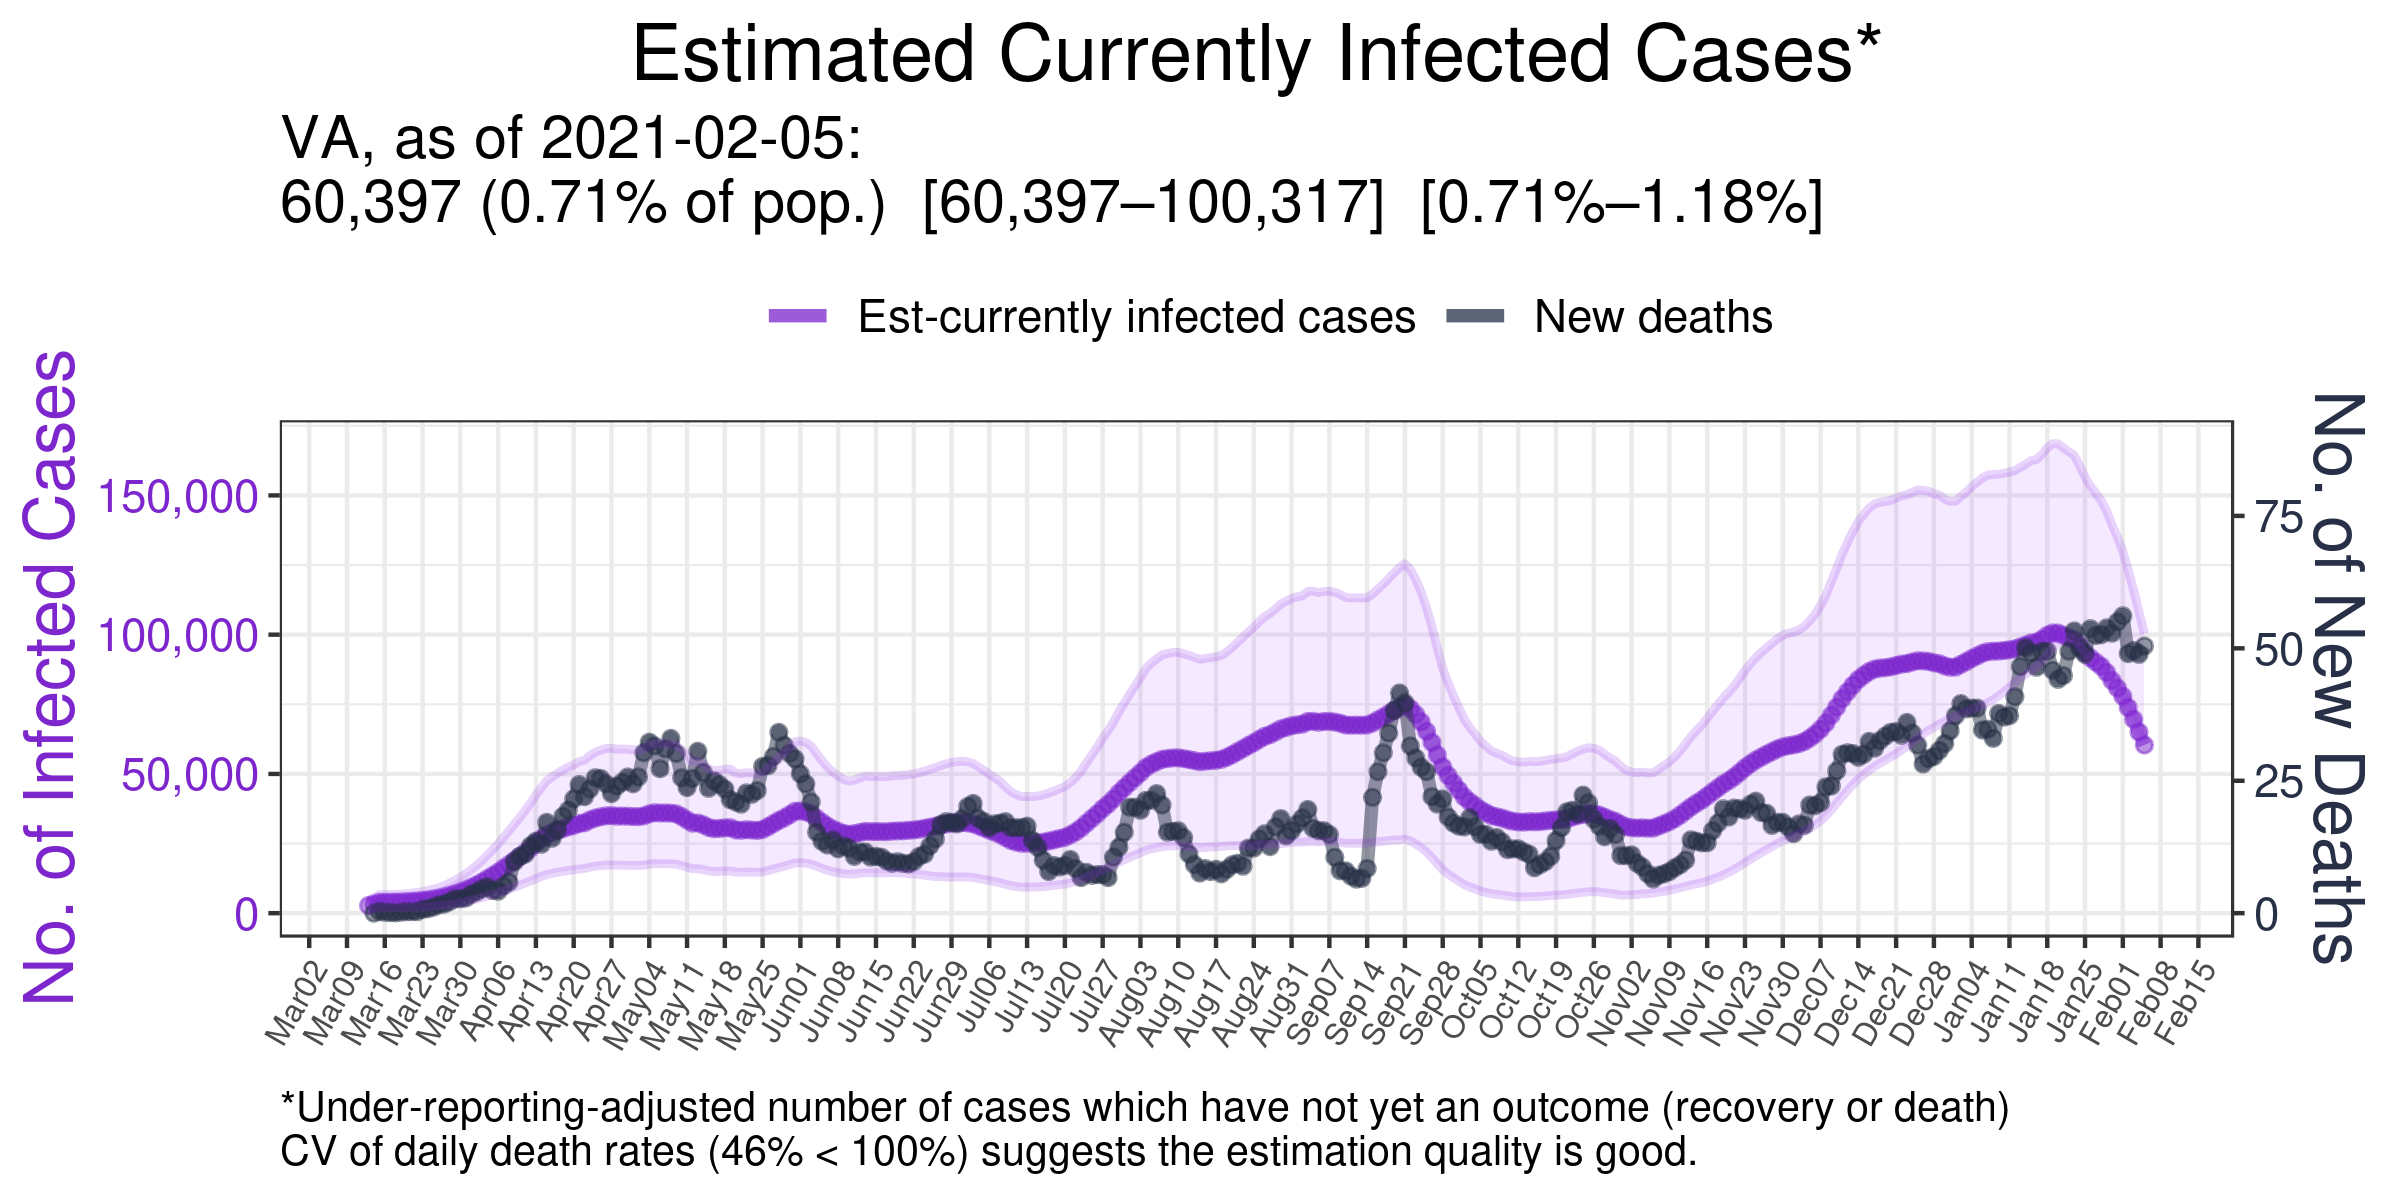 Estimated Currently Infected Cases*
VA, as of 2021-02-05:
60,397 (0.71% of pop.) [60,397–100,317] [0.71%–1.18%]
Est-currently infected cases
New deaths
No. of Infected Cases
150,000
100,000
50,000
0
No. of New Deaths
75
50
25
0
Mar02
Mar09
Mar16
Mar23
Mar30
Apr06
Apr13
Apr20
Apr27
May04
May11
May18
May25
Jun01
Jun08
Jun15
Jun22
Jun29
Jul06
Jul13
Jul20
Jul27
Aug03
Aug10
Aug17
Aug24
Aug31
Sep07
Sep14
Sep21
Sep28
Oct05
Oct12
Oct19
Oct26
Nov02
Nov09
Nov16
Nov23
Nov30
Dec07
Dec14
Dec21
Dec28
Jan04
Jan11
Jan18
Jan25
Feb01
Feb08
Feb15
*Under-reporting-adjusted number of cases which have not yet an outcome (recovery or death)
CV of daily death rates (46% < 100%) suggests the estimation quality is good.